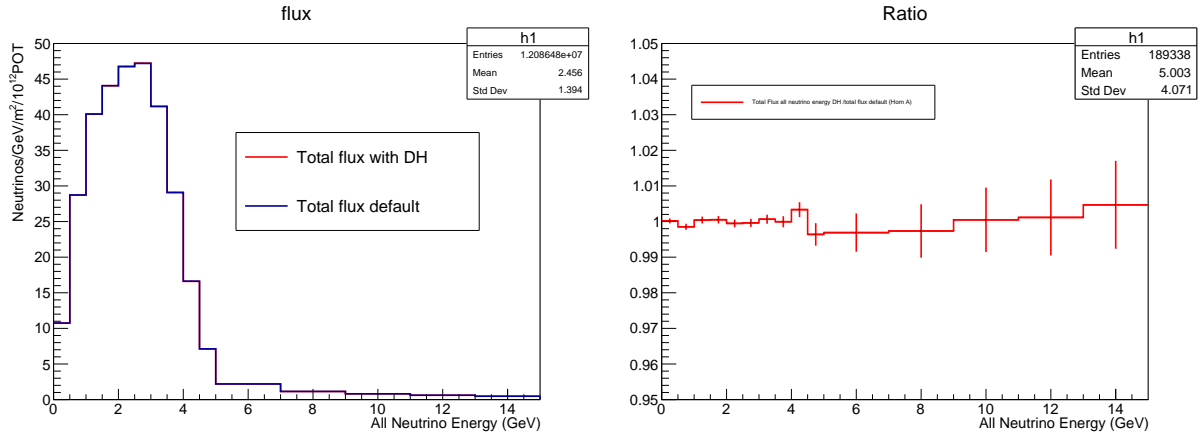 flux
h1
Entries 1.208648e+07
Mean 2.456
Std Dev 1.394
Neutrinos/GeV/m²/10¹²POT
50
45
40
35
30
25
20
15
10
5
0
Total flux with DH
Total flux default
0 2 4 6 8 10 12 14
All Neutrino Energy (GeV)
Ratio
h1
Entries 189338
Mean 5.003
Std Dev 4.071
1.05
1.04
1.03
1.02
1.01
1
0.99
0.98
0.97
0.96
0.95
Total Flux all neutrino energy DH /total flux default (Horn A)
0 2 4 6 8 10 12 14
All Neutrino Energy (GeV)